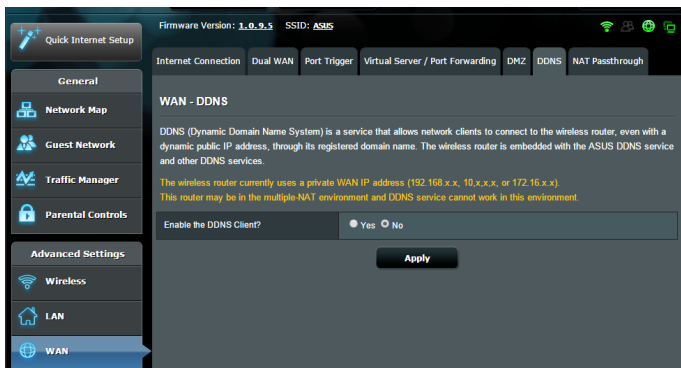 Firmware Version: 1.0.9.5 SSID: ASUS
Quick Internet Setup
Internet Connection Dual WAN Port Trigger Virtual Server / Port Forwarding DMZ DDNS NAT Passthrough
General
Network Map
Guest Network
Traffic Manager
Parental Controls
Advanced Settings
Wireless
LAN
WAN
WAN - DDNS
DDNS (Dynamic Domain Name System) is a service that allows network clients to connect to the wireless router, even with a
dynamic public IP address, through its registered domain name. The wireless router is embedded with the ASUS DDNS service
and other DDNS services.
The wireless router currently uses a private WAN IP address (192.168.x.x, 10,x,x,x, or 172.16.x.x).
This router may be in the multiple-NAT environment and DDNS service cannot work in this environment.
Enable the DDNS Client? Yes No
Apply